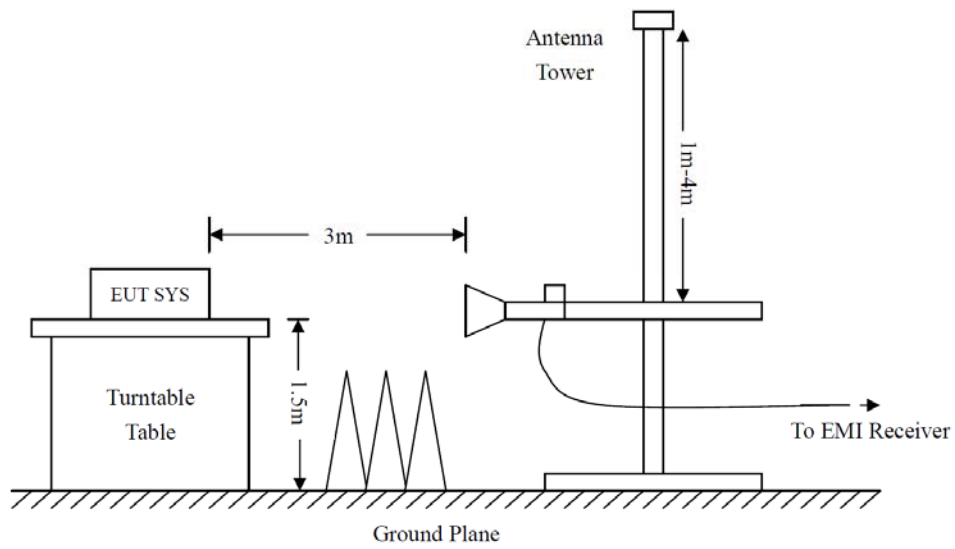 Antenna
Tower
1m-4m
3m
EUT SYS
1.5m
Turntable
Table
To EMI Receiver
Ground Plane